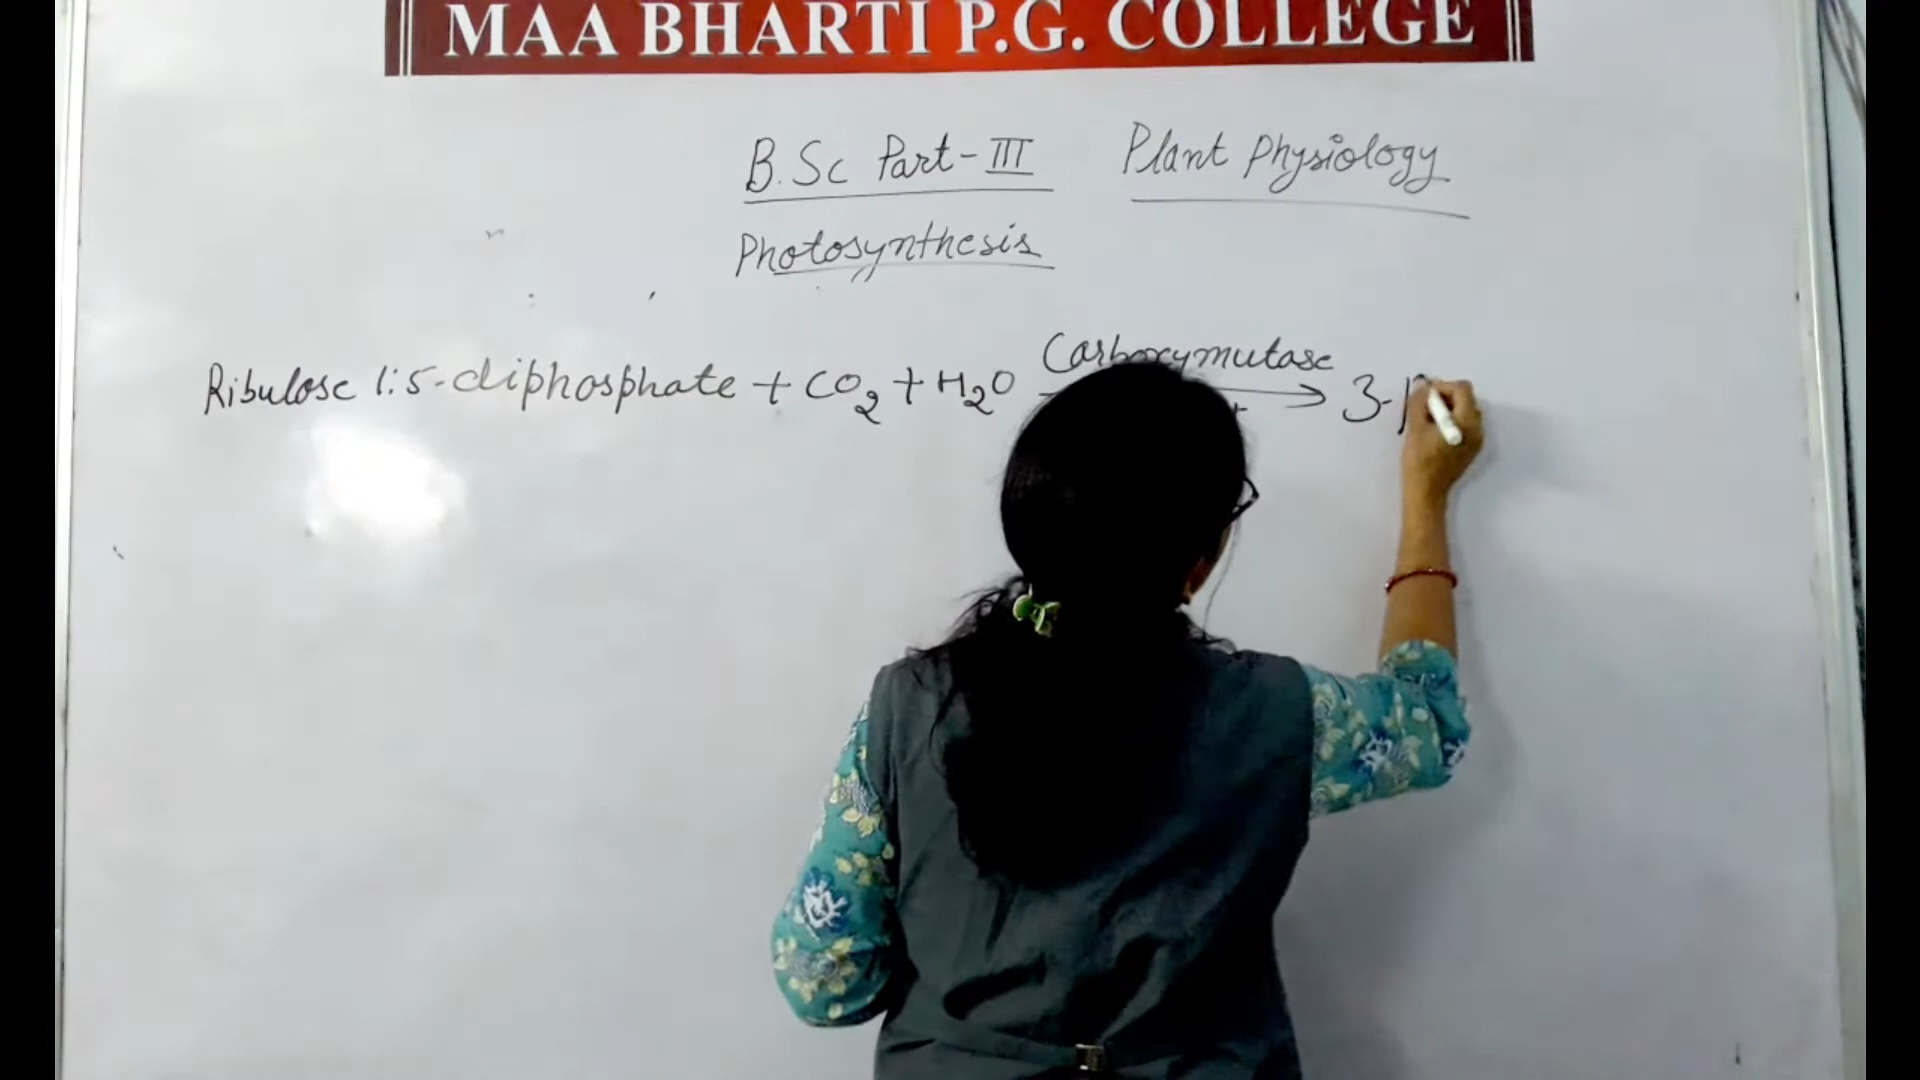 MAA BHARTI P.G. COLLEGE
B.Sc Part-III Plant Physiology
Photosynthesis
Carboxymutase
Ribulose 1:5-diphosphate + CO2 + H2O → 3-p